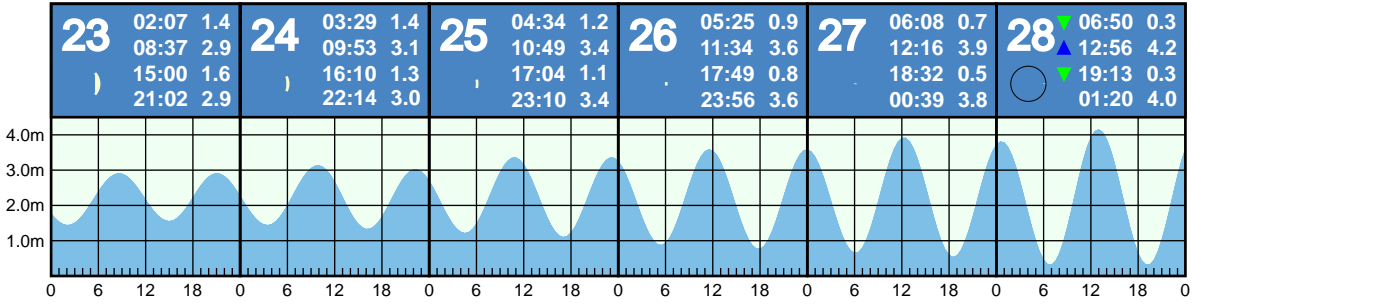 23 02:07 1.4 08:37 2.9 15:00 1.6 21:02 2.9
24 03:29 1.4 09:53 3.1 16:10 1.3 22:14 3.0
25 04:34 1.2 10:49 3.4 17:04 1.1 23:10 3.4
26 05:25 0.9 11:34 3.6 17:49 0.8 23:56 3.6
27 06:08 0.7 12:16 3.9 18:32 0.5 00:39 3.8
28 06:50 0.3 12:56 4.2 19:13 0.3 01:20 4.0
4.0m
3.0m
2.0m
1.0m
0 6 12 18 0 6 12 18 0 6 12 18 0 6 12 18 0 6 12 18 0 6 12 18 0